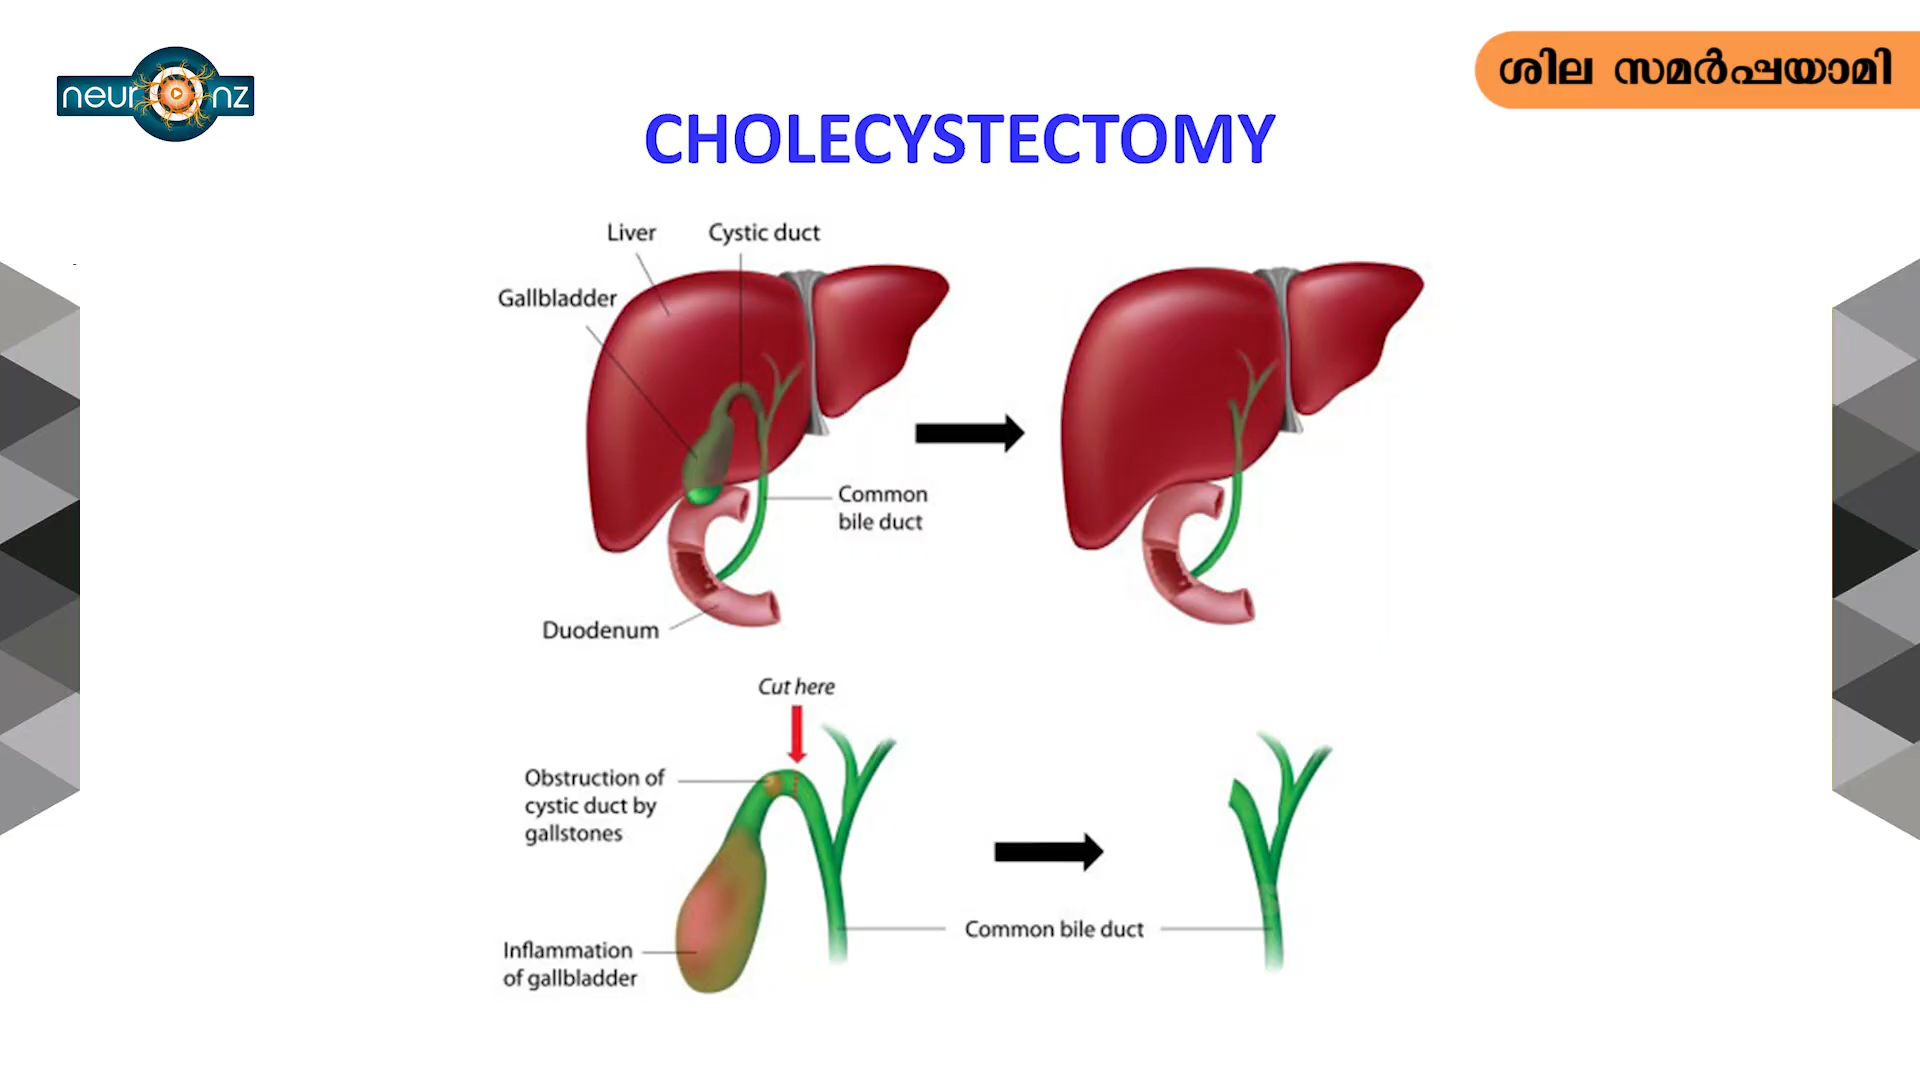 neuronz
ശില സമർപ്പയാമി
CHOLECYSTECTOMY
Liver
Cystic duct
Gallbladder
Common
bile duct
Duodenum
Cut here
Obstruction of
cystic duct by
gallstones
Common bile duct
Inflammation
of gallbladder